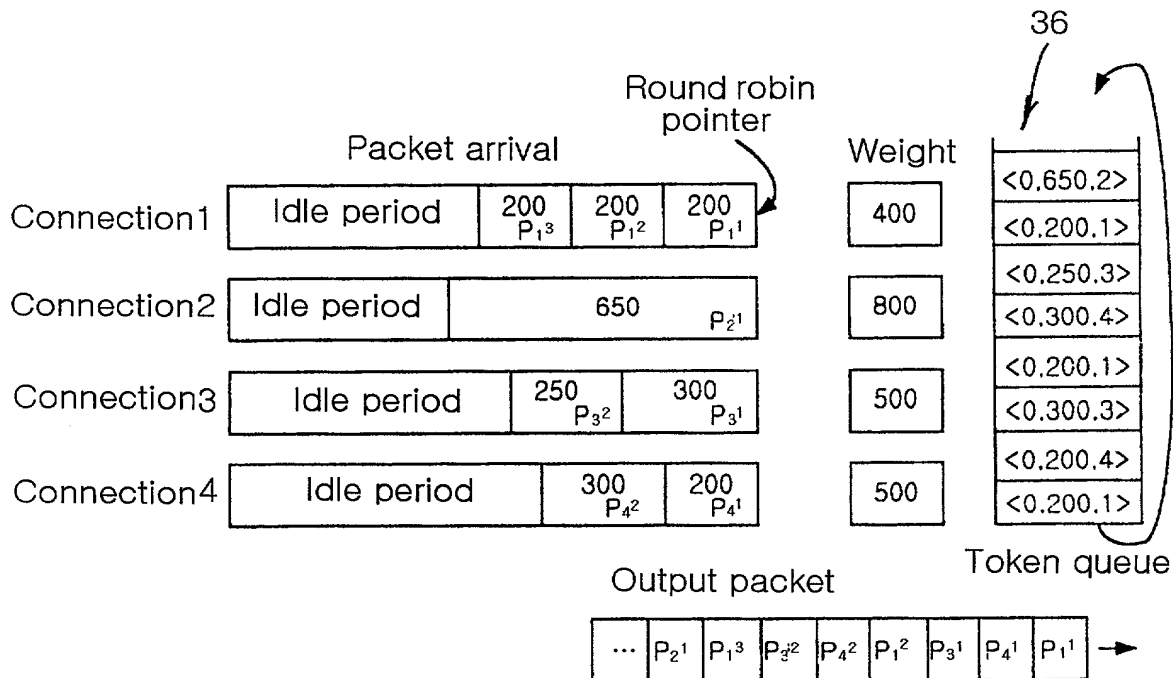 36
Round robin
pointer
Packet arrival
Weight
Connection1 Idle period 200 P₁³ 200 P₁² 200 P₁¹ 400
Connection2 Idle period 650 P₂¹ 800
Connection3 Idle period 250 P₃² 300 P₃¹ 500
Connection4 Idle period 300 P₄² 200 P₄¹ 500
<0.650.2>
<0.200.1>
<0.250.3>
<0.300.4>
<0.200.1>
<0.300.3>
<0.200.4>
<0.200.1>
Token queue
Output packet
... P₂¹ P₁³ P₃² P₄² P₁² P₃¹ P₄¹ P₁¹